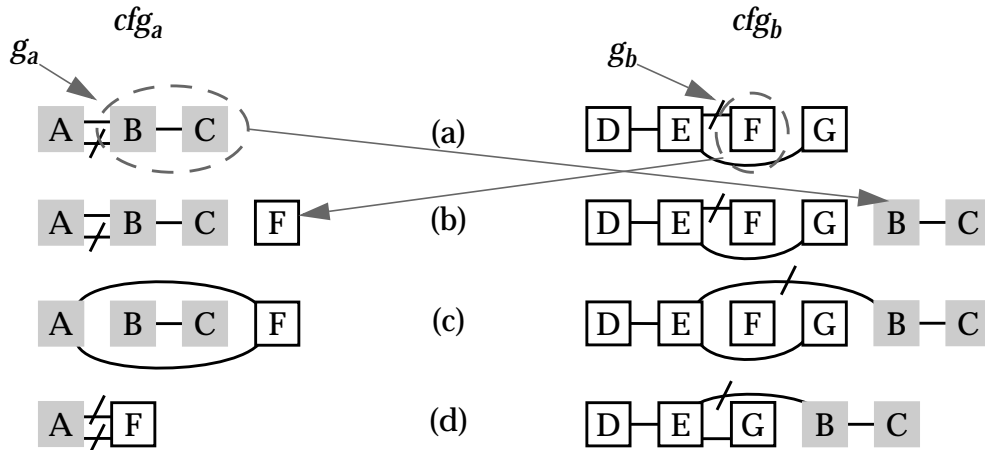 cfga cfgb
ga gb
A B C (a) D E F G
A B C F (b) D E F G B C
A B C F (c) D E F G B C
A F (d) D E G B C